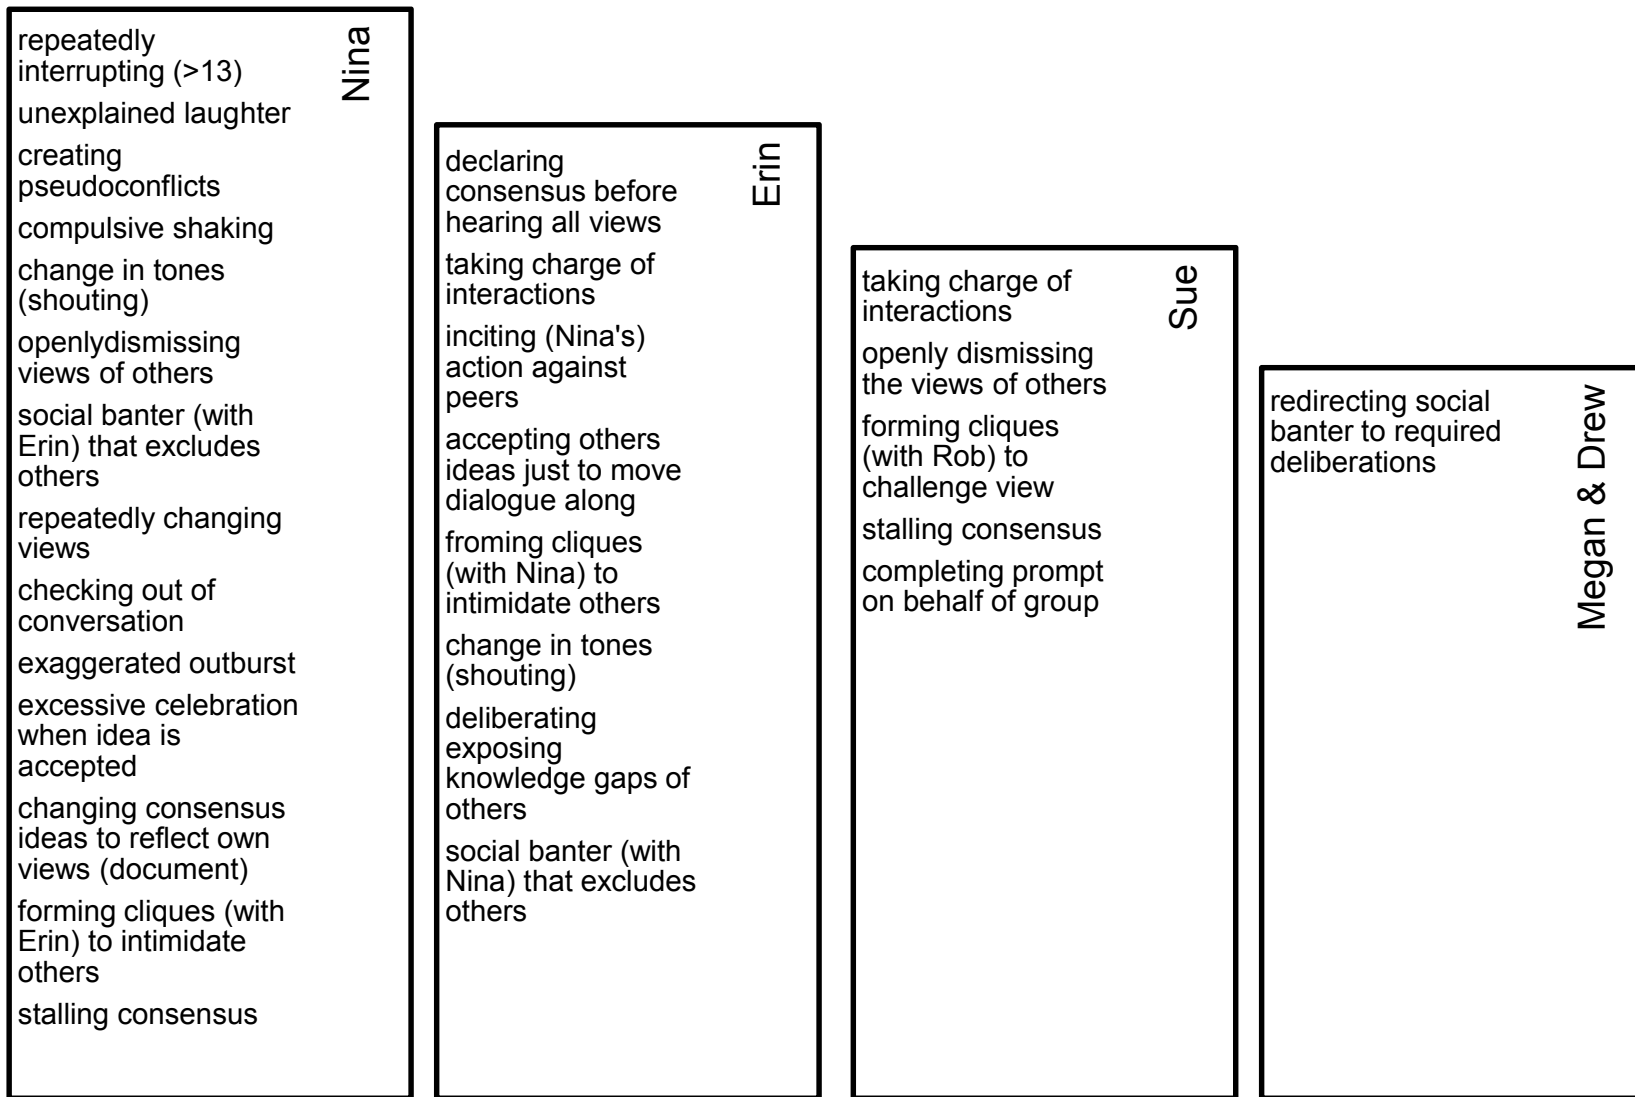 Nina
repeatedly
interrupting (>13)
unexplained laughter
creating
pseudoconflicts
compulsive shaking
change in tones
(shouting)
openlydismissing
views of others
social banter (with
Erin) that excludes
others
repeatedly changing
views
checking out of
conversation
exaggerated outburst
excessive celebration
when idea is
accepted
changing consensus
ideas to reflect own
views (document)
forming cliques (with
Erin) to intimidate
others
stalling consensus
Erin
declaring
consensus before
hearing all views
taking charge of
interactions
inciting (Nina's)
action against
peers
accepting others
ideas just to move
dialogue along
froming cliques
(with Nina) to
intimidate others
change in tones
(shouting)
deliberating
exposing
knowledge gaps of
others
social banter (with
Nina) that excludes
others
Sue
taking charge of
interactions
openly dismissing
the views of others
forming cliques
(with Rob) to
challenge view
stalling consensus
completing prompt
on behalf of group
Megan & Drew
redirecting social
banter to required
deliberations